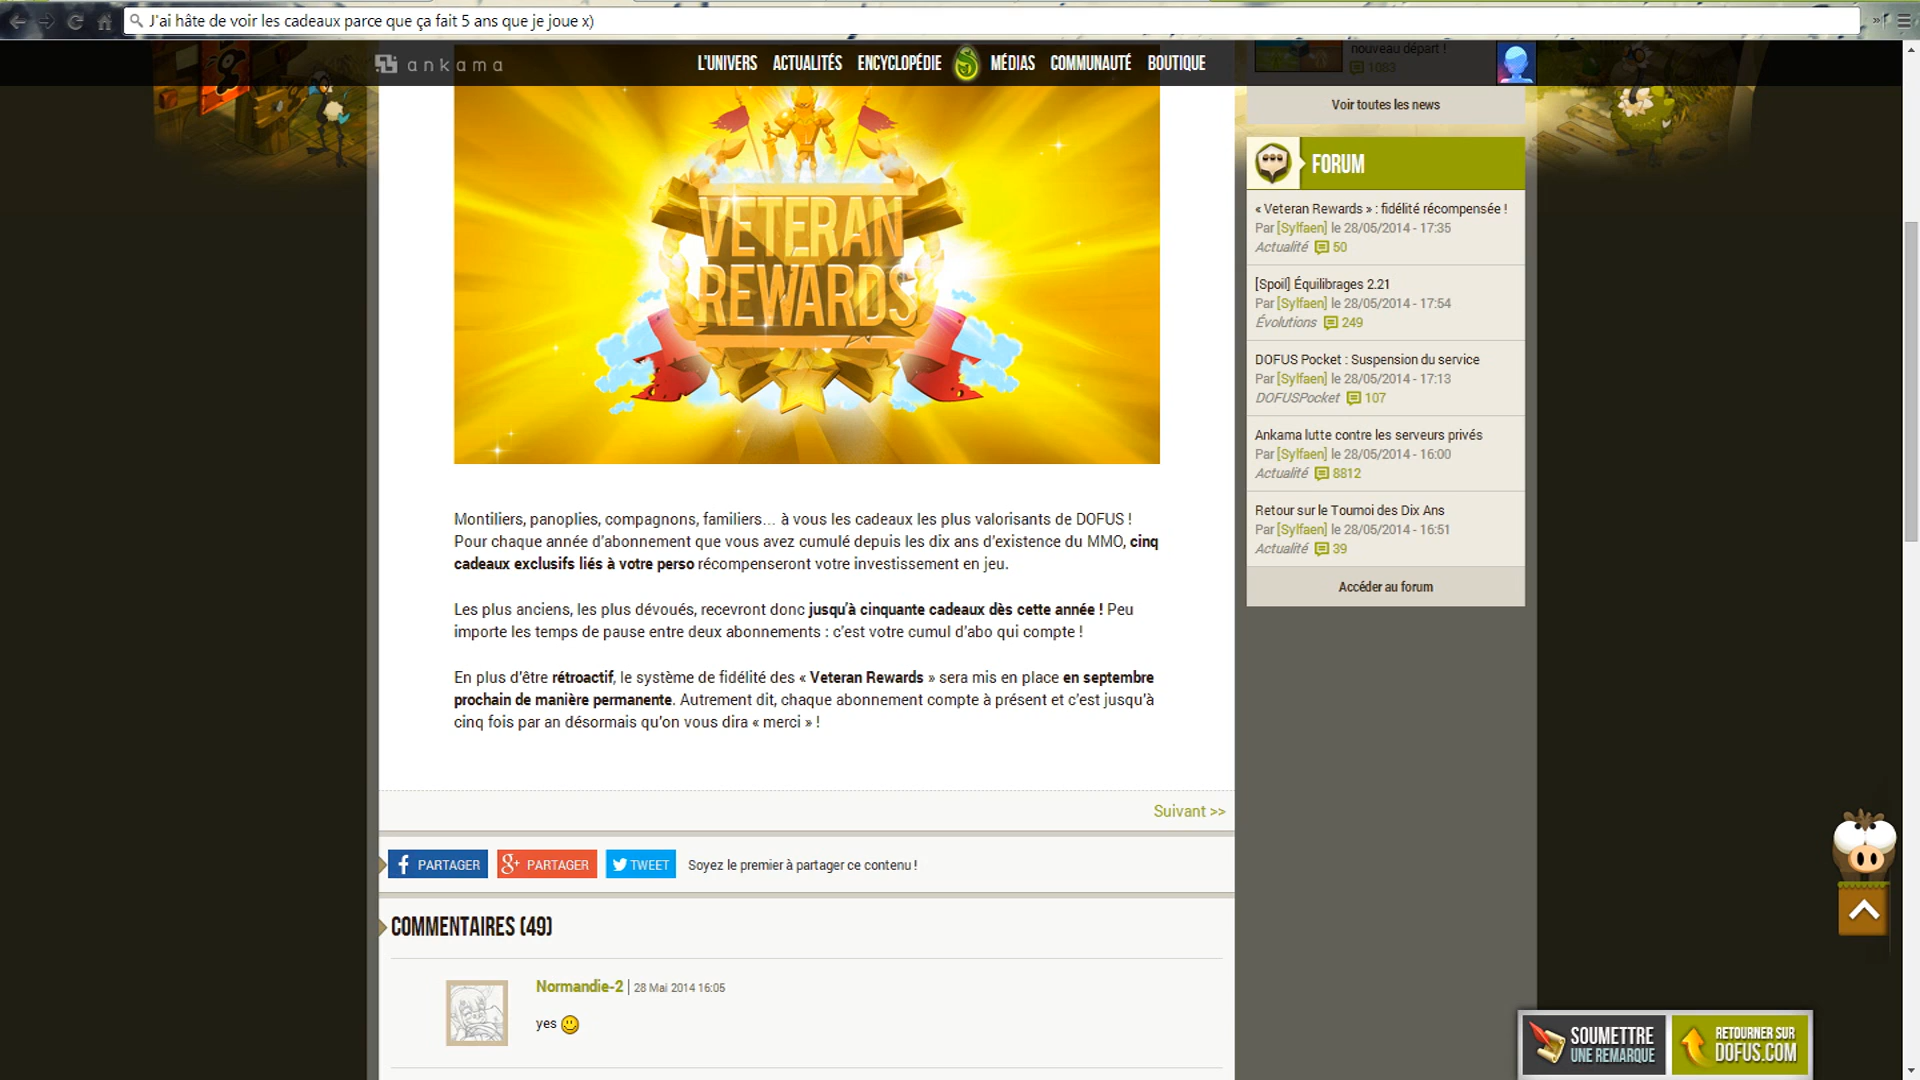 J'ai hâte de voir les cadeaux parce que ça fait 5 ans que je joue x)
ankama
L'UNIVERS ACTUALITÉS ENCYCLOPÉDIE MÉDIAS COMMUNAUTÉ BOUTIQUE
VETERAN
REWARDS
Montiliers, panoplies, compagnons, familiers… à vous les cadeaux les plus valorisants de DOFUS !
Pour chaque année d'abonnement que vous avez cumulé depuis les dix ans d'existence du MMO, cinq
cadeaux exclusifs liés à votre perso récompenseront votre investissement en jeu.
Les plus anciens, les plus dévoués, recevront donc jusqu'à cinquante cadeaux dès cette année ! Peu
importe les temps de pause entre deux abonnements : c'est votre cumul d'abo qui compte !
En plus d'être rétroactif, le système de fidélité des « Veteran Rewards » sera mis en place en septembre
prochain de manière permanente. Autrement dit, chaque abonnement compte à présent et c'est jusqu'à
cinq fois par an désormais qu'on vous dira « merci » !
Suivant >>
PARTAGER PARTAGER TWEET Soyez le premier à partager ce contenu !
COMMENTAIRES (49)
Normandie-2 | 28 Mai 2014 16:05
yes
nouveau départ !
1083
Voir toutes les news
FORUM
« Veteran Rewards » : fidélité récompensée !
Par [Sylfaen] le 28/05/2014 - 17:35
Actualité 50
[Spoil] Équilibrages 2.21
Par [Sylfaen] le 28/05/2014 - 17:54
Évolutions 249
DOFUS Pocket : Suspension du service
Par [Sylfaen] le 28/05/2014 - 17:13
DOFUSPocket 107
Ankama lutte contre les serveurs privés
Par [Sylfaen] le 28/05/2014 - 16:00
Actualité 8812
Retour sur le Tournoi des Dix Ans
Par [Sylfaen] le 28/05/2014 - 16:51
Actualité 39
Accéder au forum
SOUMETTRE
UNE REMARQUE
RETOURNER SUR
DOFUS.COM